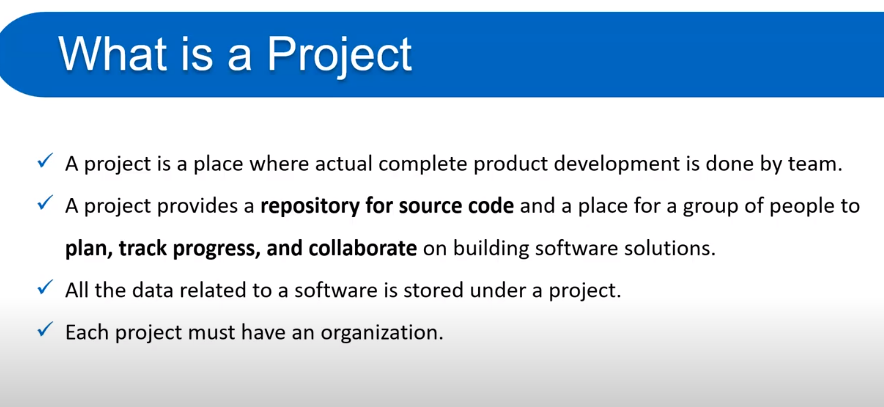 What is a Project
A project is a place where actual complete product development is done by team.
A project provides a repository for source code and a place for a group of people to
plan, track progress, and collaborate on building software solutions.
All the data related to a software is stored under a project.
Each project must have an organization.